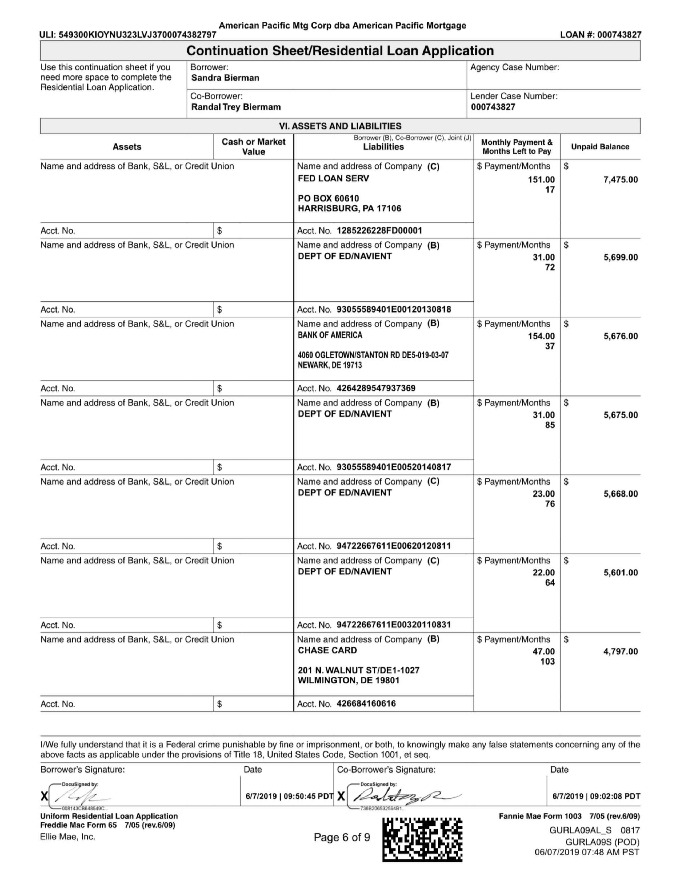 American Pacific Mtg Corp dba American Pacific Mortgage
ULI: 549300KIOYNU323LVJ3700074382797 LOAN #: 000743827
Continuation Sheet/Residential Loan Application
Use this continuation sheet if you
need more space to complete the
Residential Loan Application.
Borrower:
Sandra Bierman
Agency Case Number:
Co-Borrower:
Randal Trey Biermam
Lender Case Number:
000743827
VI. ASSETS AND LIABILITIES
Assets
Cash or Market
Value
Borrower (B), Co-Borrower (C), Joint (J)
Liabilities
Monthly Payment &
Months Left to Pay
Unpaid Balance
Name and address of Bank, S&L, or Credit Union
Name and address of Company (C)
FED LOAN SERV
PO BOX 60610
HARRISBURG, PA 17106
$ Payment/Months
151.00
17
$
7,475.00
Acct. No. $ Acct. No. 1285226228FD00001
Name and address of Bank, S&L, or Credit Union
Name and address of Company (B)
DEPT OF ED/NAVIENT
$ Payment/Months
31.00
72
$
5,699.00
Acct. No. $ Acct. No. 93055589401E00120130818
Name and address of Bank, S&L, or Credit Union
Name and address of Company (B)
BANK OF AMERICA
4060 OGLETOWN/STANTON RD DE5-019-03-07
NEWARK, DE 19713
$ Payment/Months
154.00
37
$
5,676.00
Acct. No. $ Acct. No. 4264289547937369
Name and address of Bank, S&L, or Credit Union
Name and address of Company (B)
DEPT OF ED/NAVIENT
$ Payment/Months
31.00
85
$
5,675.00
Acct. No. $ Acct. No. 93055589401E00520140817
Name and address of Bank, S&L, or Credit Union
Name and address of Company (C)
DEPT OF ED/NAVIENT
$ Payment/Months
23.00
76
$
5,668.00
Acct. No. $ Acct. No. 94722667611E00620120811
Name and address of Bank, S&L, or Credit Union
Name and address of Company (C)
DEPT OF ED/NAVIENT
$ Payment/Months
22.00
64
$
5,601.00
Acct. No. $ Acct. No. 94722667611E00320110831
Name and address of Bank, S&L, or Credit Union
Name and address of Company (B)
CHASE CARD
201 N. WALNUT ST/DE1-1027
WILMINGTON, DE 19801
$ Payment/Months
47.00
103
$
4,797.00
Acct. No. $ Acct. No. 426684160616
I/We fully understand that it is a Federal crime punishable by fine or imprisonment, or both, to knowingly make any false statements concerning any of the
above facts as applicable under the provisions of Title 18, United States Code, Section 1001, et seq.
Borrower's Signature: Date Co-Borrower's Signature: Date
DocuSigned by: DocuSigned by:
X 6/7/2019 | 09:50:45 PDT X 6/7/2019 | 09:02:08 PDT
Uniform Residential Loan Application
Freddie Mac Form 65 7/05 (rev.6/09)
Ellie Mae, Inc.
Page 6 of 9
Fannie Mae Form 1003 7/05 (rev.6/09)
GURLA09AL_S 0817
GURLA09S (POD)
06/07/2019 07:48 AM PST